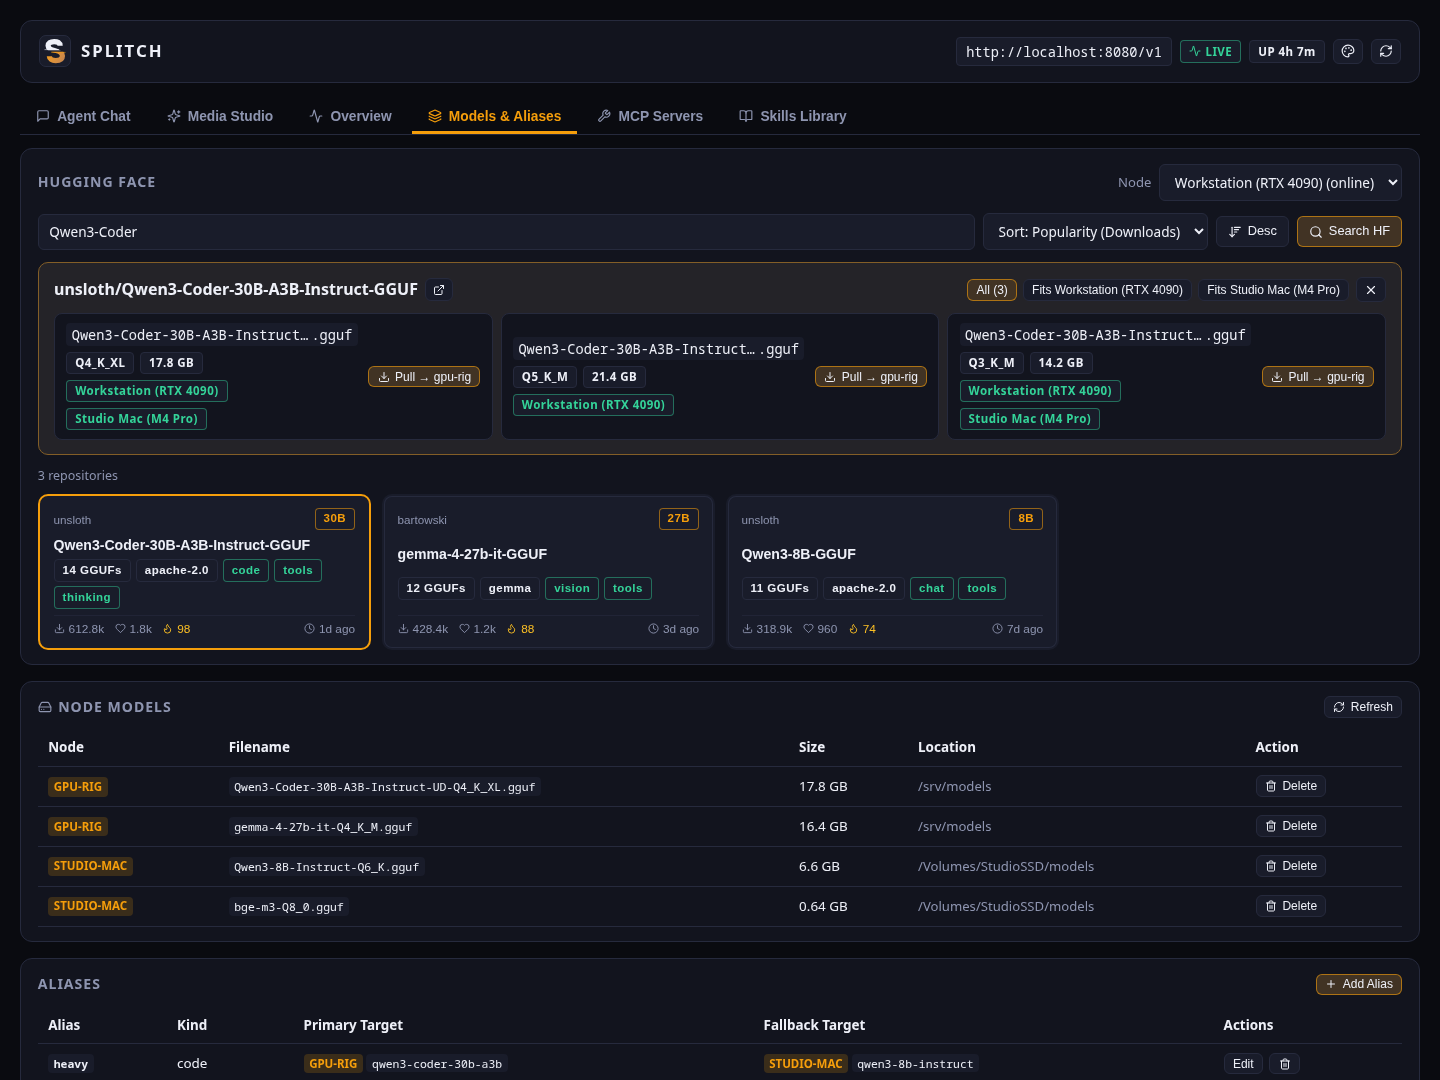 SPLITCH
http://localhost:8080/v1
LIVE
UP 4h 7m
Agent Chat
Media Studio
Overview
Models & Aliases
MCP Servers
Skills Library
HUGGING FACE
Node
Workstation (RTX 4090) (online)
Qwen3-Coder
Sort: Popularity (Downloads)
Desc
Search HF
unsloth/Qwen3-Coder-30B-A3B-Instruct-GGUF
All (3)
Fits Workstation (RTX 4090)
Fits Studio Mac (M4 Pro)
Qwen3-Coder-30B-A3B-Instruct….gguf
Q4_K_XL
17.8 GB
Workstation (RTX 4090)
Studio Mac (M4 Pro)
Pull → gpu-rig
Qwen3-Coder-30B-A3B-Instruct….gguf
Q5_K_M
21.4 GB
Workstation (RTX 4090)
Pull → gpu-rig
Qwen3-Coder-30B-A3B-Instruct….gguf
Q3_K_M
14.2 GB
Workstation (RTX 4090)
Studio Mac (M4 Pro)
Pull → gpu-rig
3 repositories
unsloth
30B
Qwen3-Coder-30B-A3B-Instruct-GGUF
14 GGUFs
apache-2.0
code
tools
thinking
612.8k
1.8k
98
1d ago
bartowski
27B
gemma-4-27b-it-GGUF
12 GGUFs
gemma
vision
tools
428.4k
1.2k
88
3d ago
unsloth
8B
Qwen3-8B-GGUF
11 GGUFs
apache-2.0
chat
tools
318.9k
960
74
7d ago
NODE MODELS
Refresh
Node Filename Size Location Action
GPU-RIG Qwen3-Coder-30B-A3B-Instruct-UD-Q4_K_XL.gguf 17.8 GB /srv/models Delete
GPU-RIG gemma-4-27b-it-Q4_K_M.gguf 16.4 GB /srv/models Delete
STUDIO-MAC Qwen3-8B-Instruct-Q6_K.gguf 6.6 GB /Volumes/StudioSSD/models Delete
STUDIO-MAC bge-m3-Q8_0.gguf 0.64 GB /Volumes/StudioSSD/models Delete
ALIASES
Add Alias
Alias Kind Primary Target Fallback Target Actions
heavy code GPU-RIG qwen3-coder-30b-a3b STUDIO-MAC qwen3-8b-instruct Edit